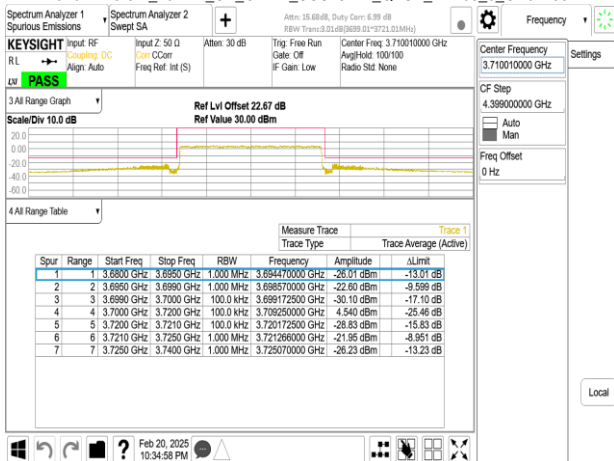 Spectrum Analyzer 1
Spurious Emissions
Spectrum Analyzer 2
Swept SA
Attn: 15.68dB, Duty Corr: 6.99 dB
RBW Tranc:3.01dB(3699.01~3721.01MHz)
Frequency
KEYSIGHT
RL
LXI
PASS
Input: RF
Coupling: DC
Align: Auto
Input Z: 50 Ω
Corr CCorr
Freq Ref: Int (S)
Atten: 30 dB
Trig: Free Run
Gate: Off
IF Gain: Low
Center Freq: 3.710010000 GHz
Avg|Hold: 100/100
Radio Std: None
Center Frequency
3.710010000 GHz
Settings
CF Step
4.399000000 GHz
Auto
Man
Freq Offset
0 Hz
Local
3 All Range Graph
Scale/Div 10.0 dB
Ref Lvl Offset 22.67 dB
Ref Value 30.00 dBm
20.0
0.00
-20.0
-40.0
-60.0
4 All Range Table
Measure Trace Trace 1
Trace Type Trace Average (Active)
Spur Range Start Freq Stop Freq RBW Frequency Amplitude ΔLimit
1 1 3.6800 GHz 3.6950 GHz 1.000 MHz 3.694470000 GHz -26.01 dBm -13.01 dB
2 2 3.6950 GHz 3.6990 GHz 1.000 MHz 3.698570000 GHz -22.60 dBm -9.599 dB
3 3 3.6990 GHz 3.7000 GHz 100.0 kHz 3.699172500 GHz -30.10 dBm -17.10 dB
4 4 3.7000 GHz 3.7200 GHz 100.0 kHz 3.709250000 GHz 4.540 dBm -25.46 dB
5 5 3.7200 GHz 3.7210 GHz 100.0 kHz 3.720172500 GHz -28.83 dBm -15.83 dB
6 6 3.7210 GHz 3.7250 GHz 1.000 MHz 3.721266000 GHz -21.95 dBm -8.951 dB
7 7 3.7250 GHz 3.7400 GHz 1.000 MHz 3.725070000 GHz -26.23 dBm -13.23 dB
Feb 20, 2025
10:34:58 PM